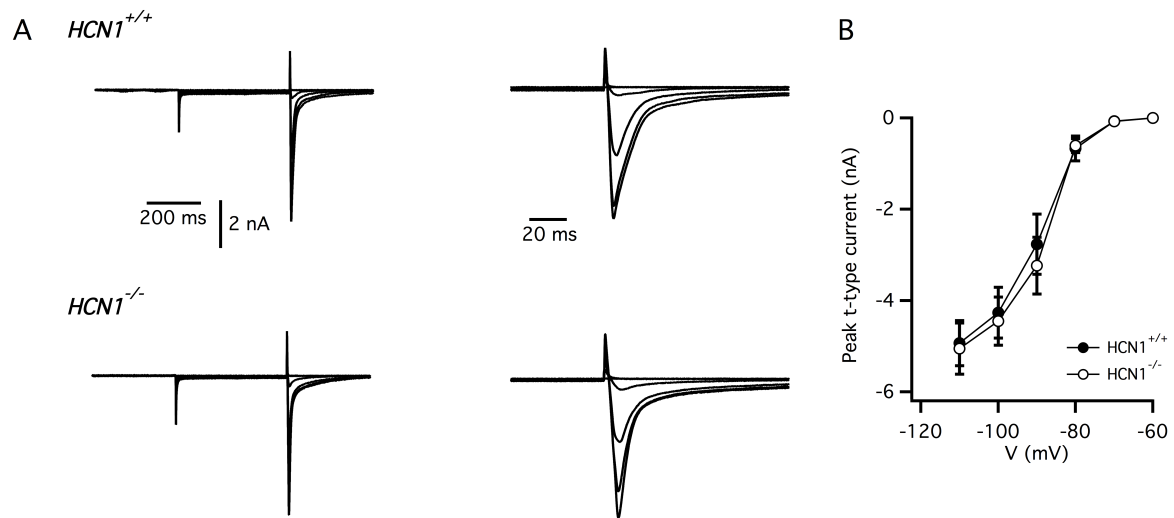 A
HCN1+/+
200 ms
2 nA
20 ms
HCN1-/-
B
Peak t-type current (nA)
0
-2
-4
-6
-120
-100
-80
-60
V (mV)
HCN1+/+
HCN1-/-